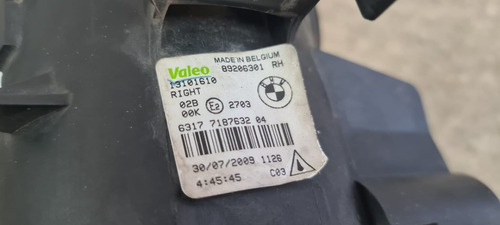 MADE IN BELGIUM
Valeo 89206301 RH
13101610
RIGHT
02B
00K E2 2703
6317 7187632 04
30/07/2009 1126
4:45:45 C03